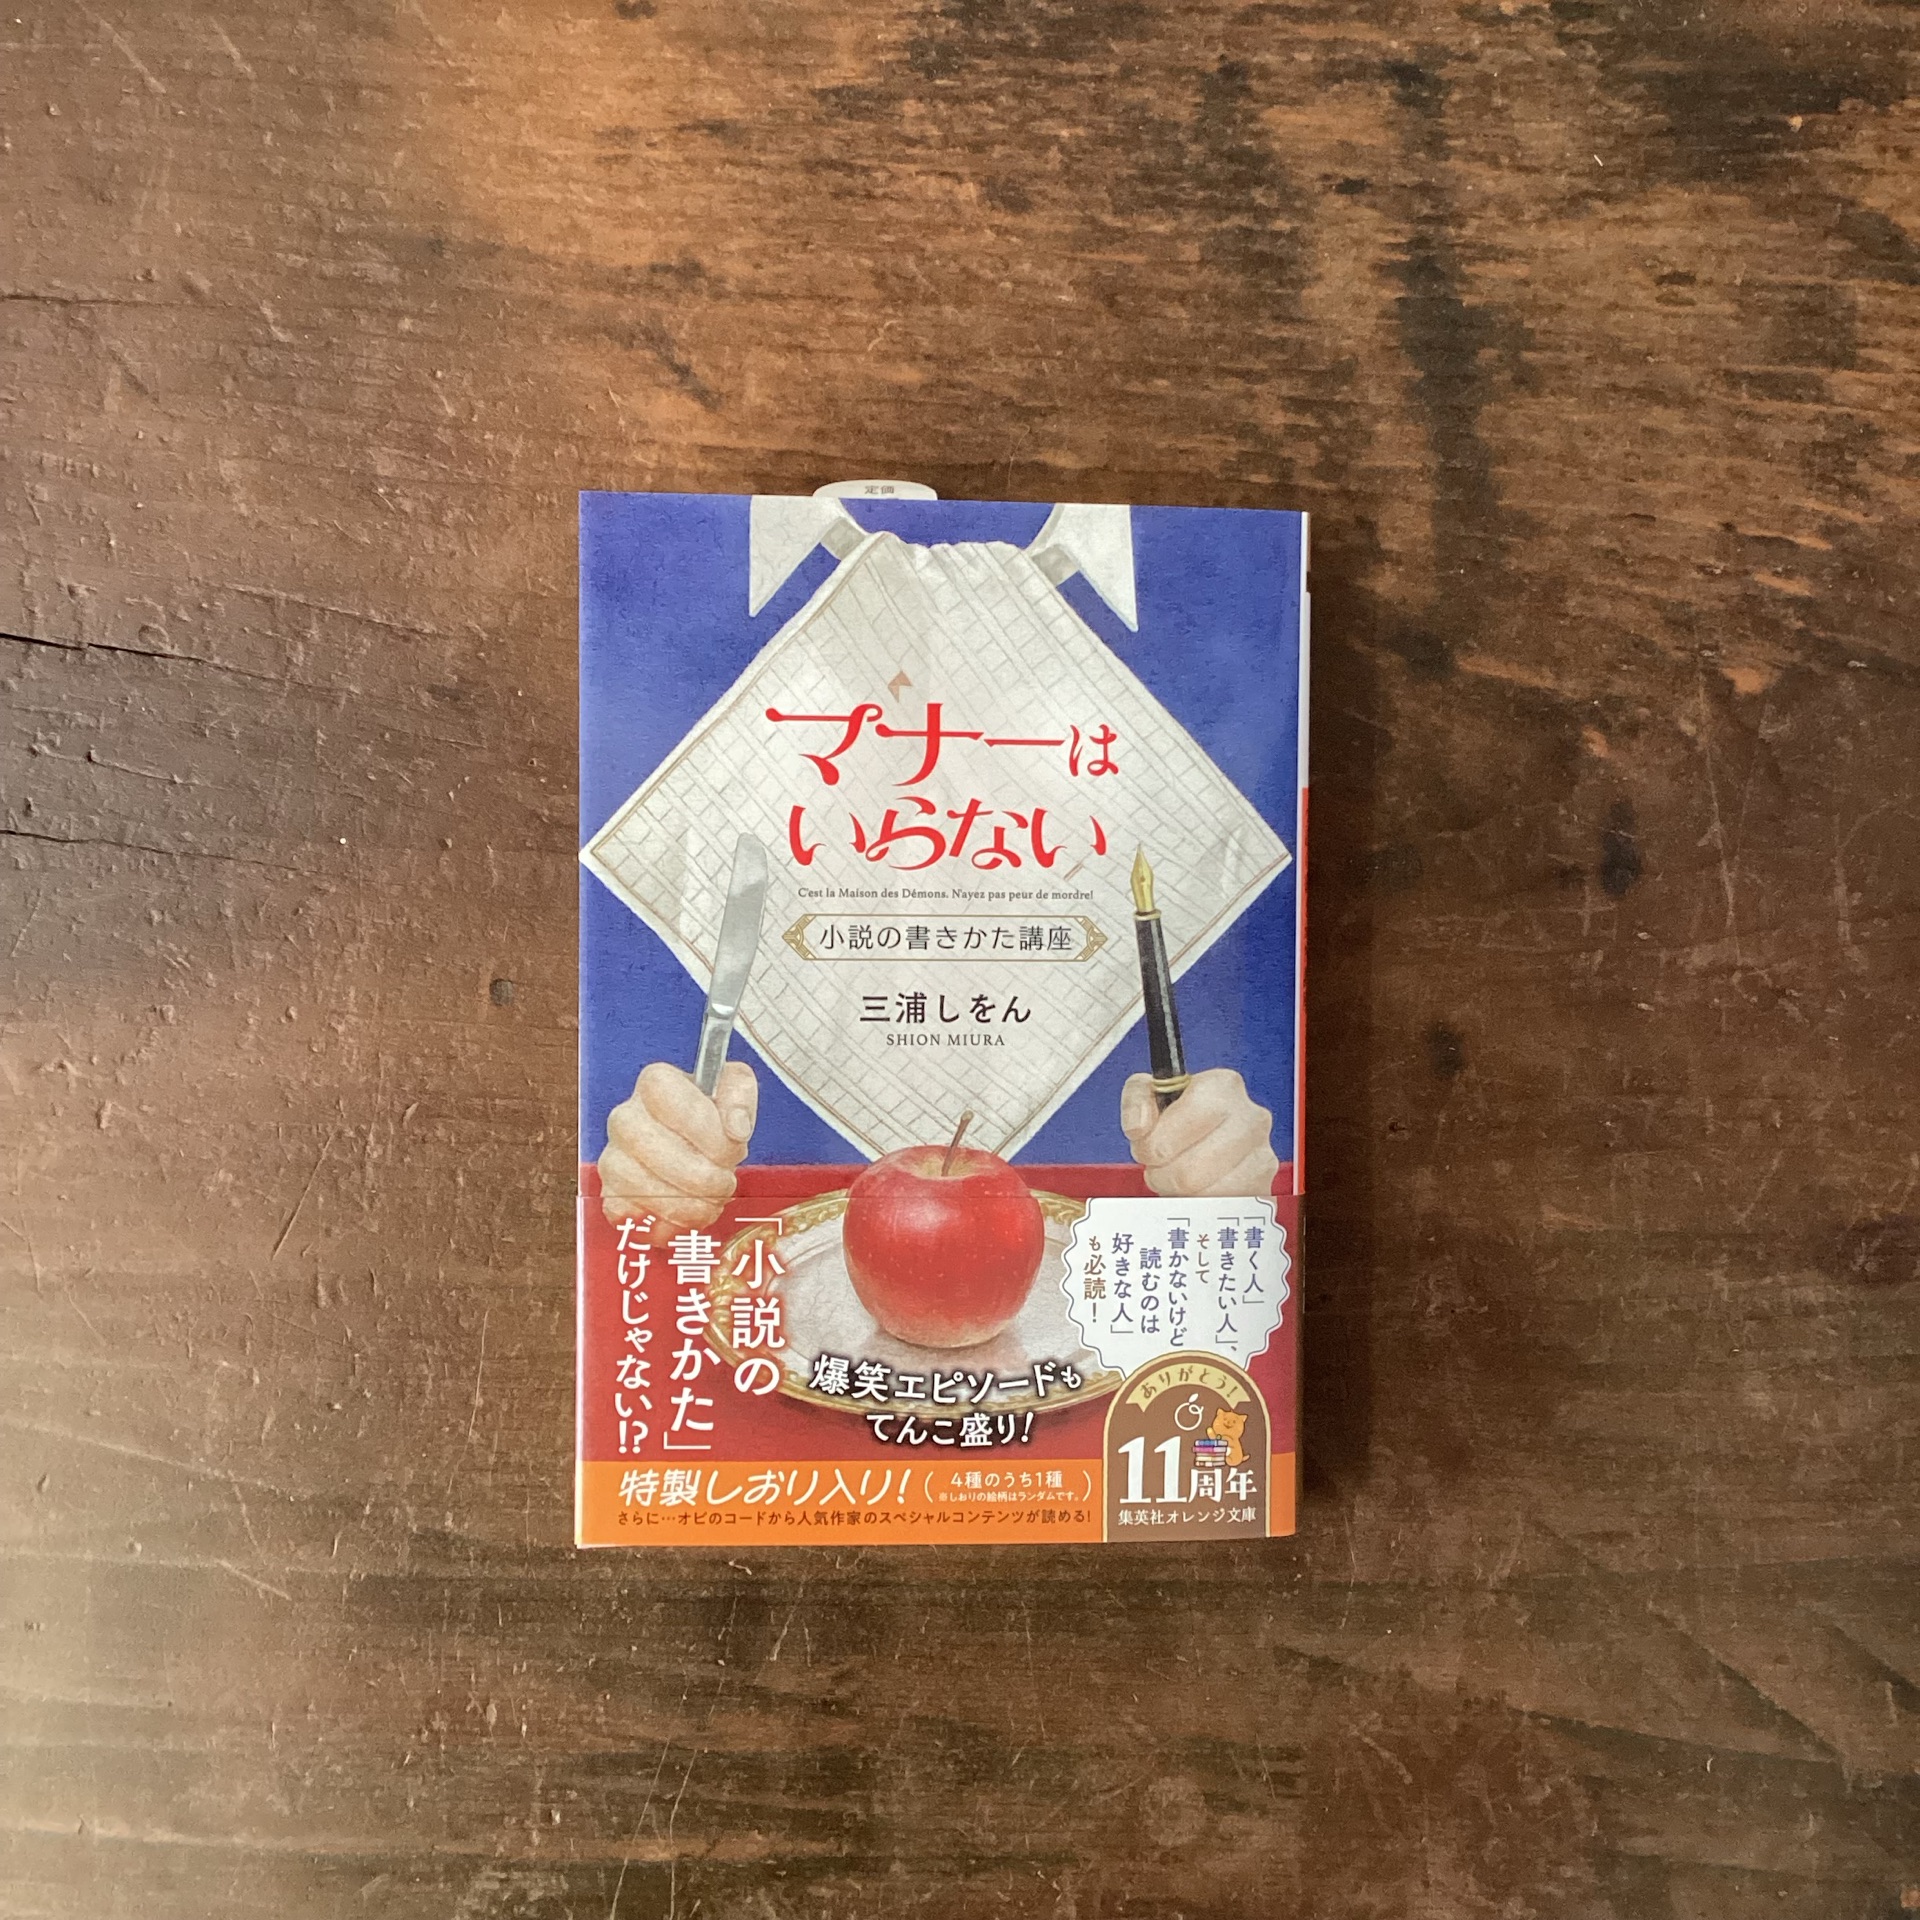 定価
マナーは
いらない
C'est la Maison des Démons. N'ayez pas peur de mordre!
小説の書きかた講座
三浦しをん
SHION MIURA
「小説の
書きかた」
だけじゃない!?
爆笑エピソードも
てんこ盛り!
「書く人」
「書きたい人」、
そして
「書かないけど
読むのは
好きな人」
も必読!
ありがとう!
11周年
集英社オレンジ文庫
特製しおり入り!
(4種のうち1種
※しおりの絵柄はランダムです。)
さらに…オビのコードから人気作家のスペシャルコンテンツが読める!